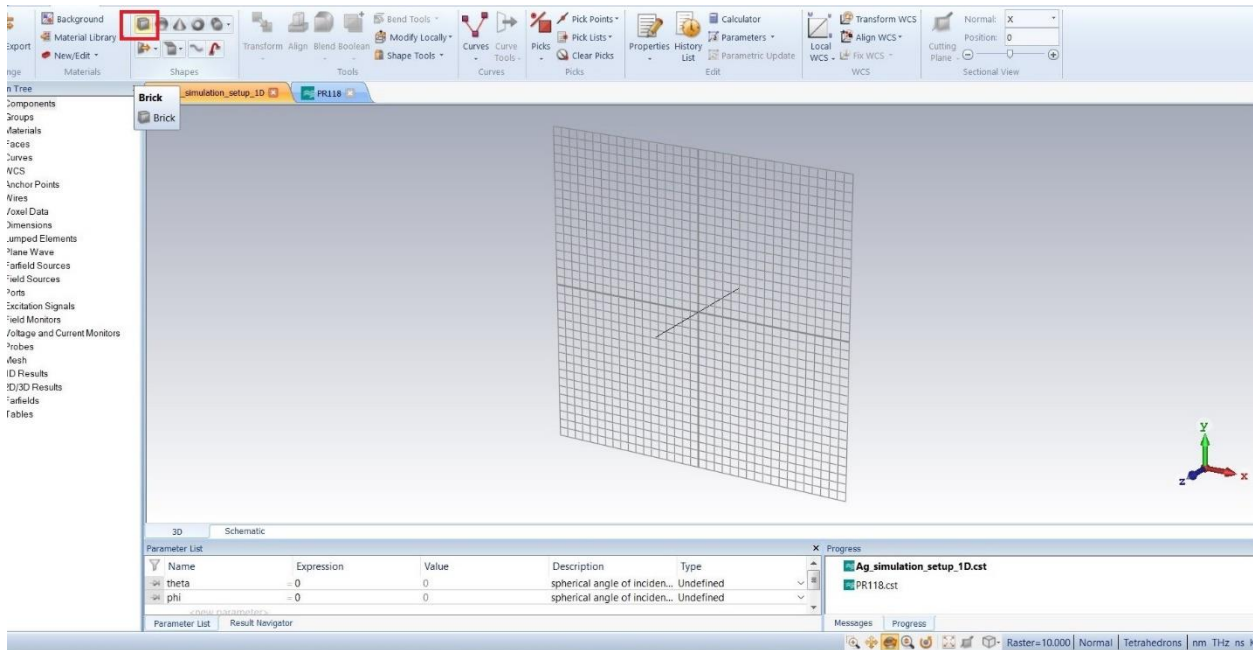 Background
Material Library
New/Edit
Export
Materials
Shapes
Transform Align Blend Boolean
Bend Tools
Modify Locally
Shape Tools
Tools
Curves Curve Tools
Curves
Picks
Pick Points
Pick Lists
Clear Picks
Picks
Properties History List
Calculator
Parameters
Parametric Update
Edit
Local WCS
Transform WCS
Align WCS
Fix WCS
WCS
Cutting Plane
Normal: X
Position: 0
Sectional View
Tree
_simulation_setup_1D
PR118
Brick
Brick
Components
Groups
Materials
Faces
Curves
WCS
Anchor Points
Wires
Voxel Data
Dimensions
Lumped Elements
Plane Wave
Farfield Sources
Field Sources
Ports
Excitation Signals
Field Monitors
Voltage and Current Monitors
Probes
Mesh
1D Results
2D/3D Results
Farfields
Tables
y
z
x
3D Schematic
Parameter List
Name Expression Value Description Type
theta = 0 0 spherical angle of inciden... Undefined
phi = 0 0 spherical angle of inciden... Undefined
<new parameter>
Parameter List Result Navigator
Progress
Ag_simulation_setup_1D.cst
PR118.cst
Messages Progress
Raster=10.000 Normal Tetrahedrons nm THz ns